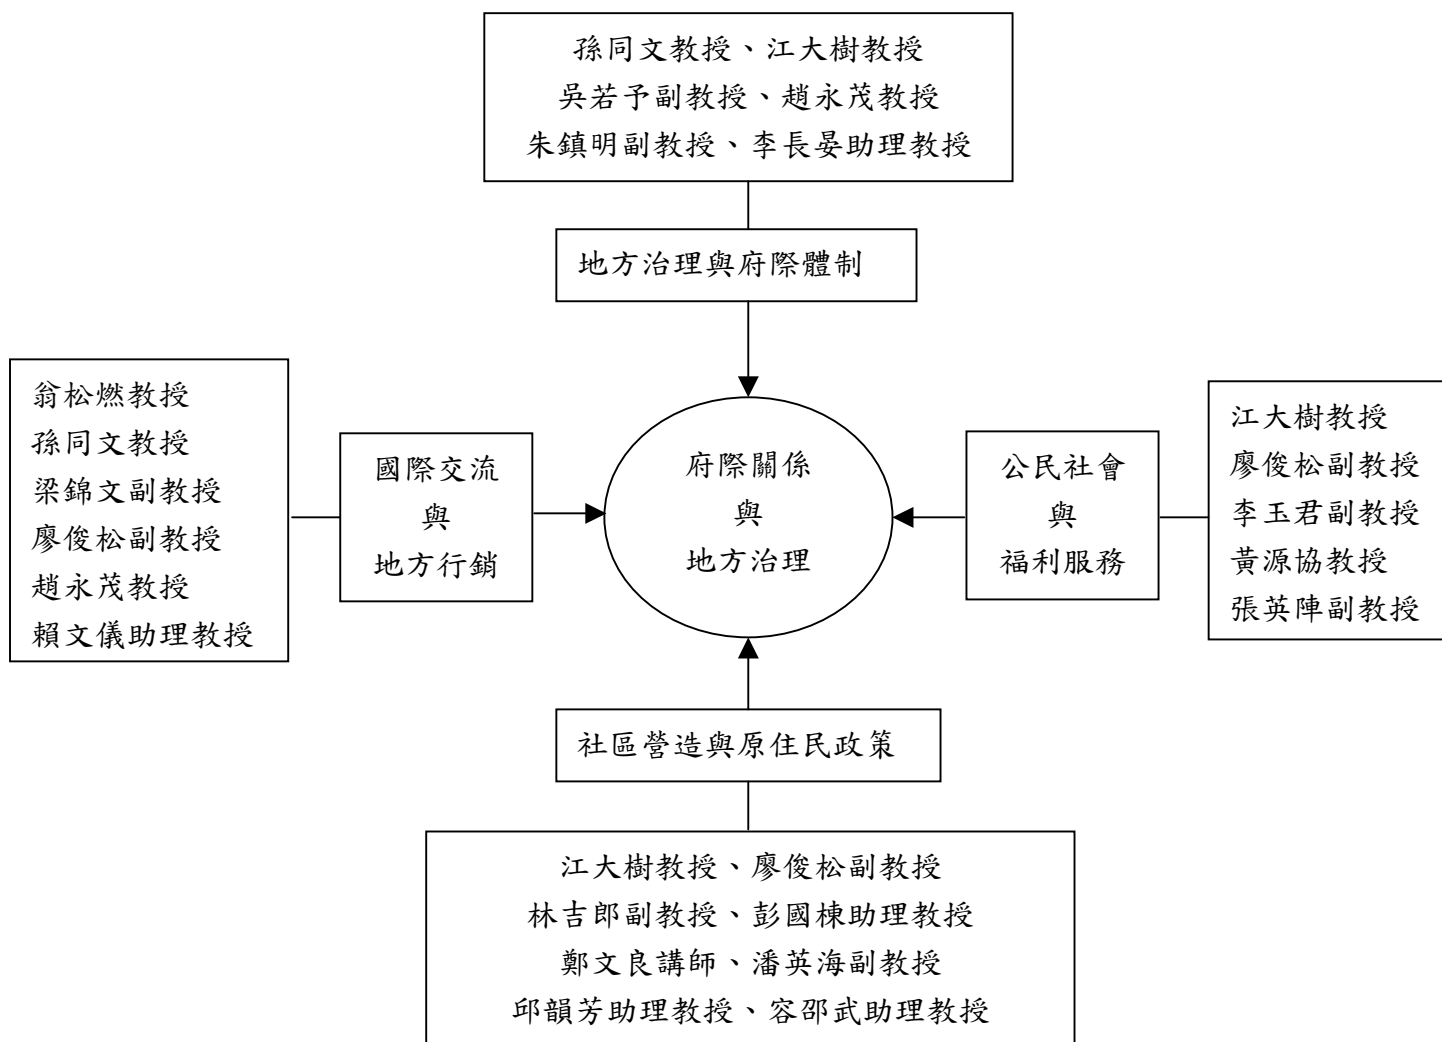 孫同文教授、江大樹教授
吳若予副教授、趙永茂教授
朱鎮明副教授、李長晏助理教授
地方治理與府際體制
翁松燃教授
孫同文教授
梁錦文副教授
廖俊松副教授
趙永茂教授
賴文儀助理教授
國際交流
與
地方行銷
府際關係
與
地方治理
公民社會
與
福利服務
江大樹教授
廖俊松副教授
李玉君副教授
黃源協教授
張英陣副教授
社區營造與原住民政策
江大樹教授、廖俊松副教授
林吉郎副教授、彭國棟助理教授
鄭文良講師、潘英海副教授
邱韻芳助理教授、容邵武助理教授